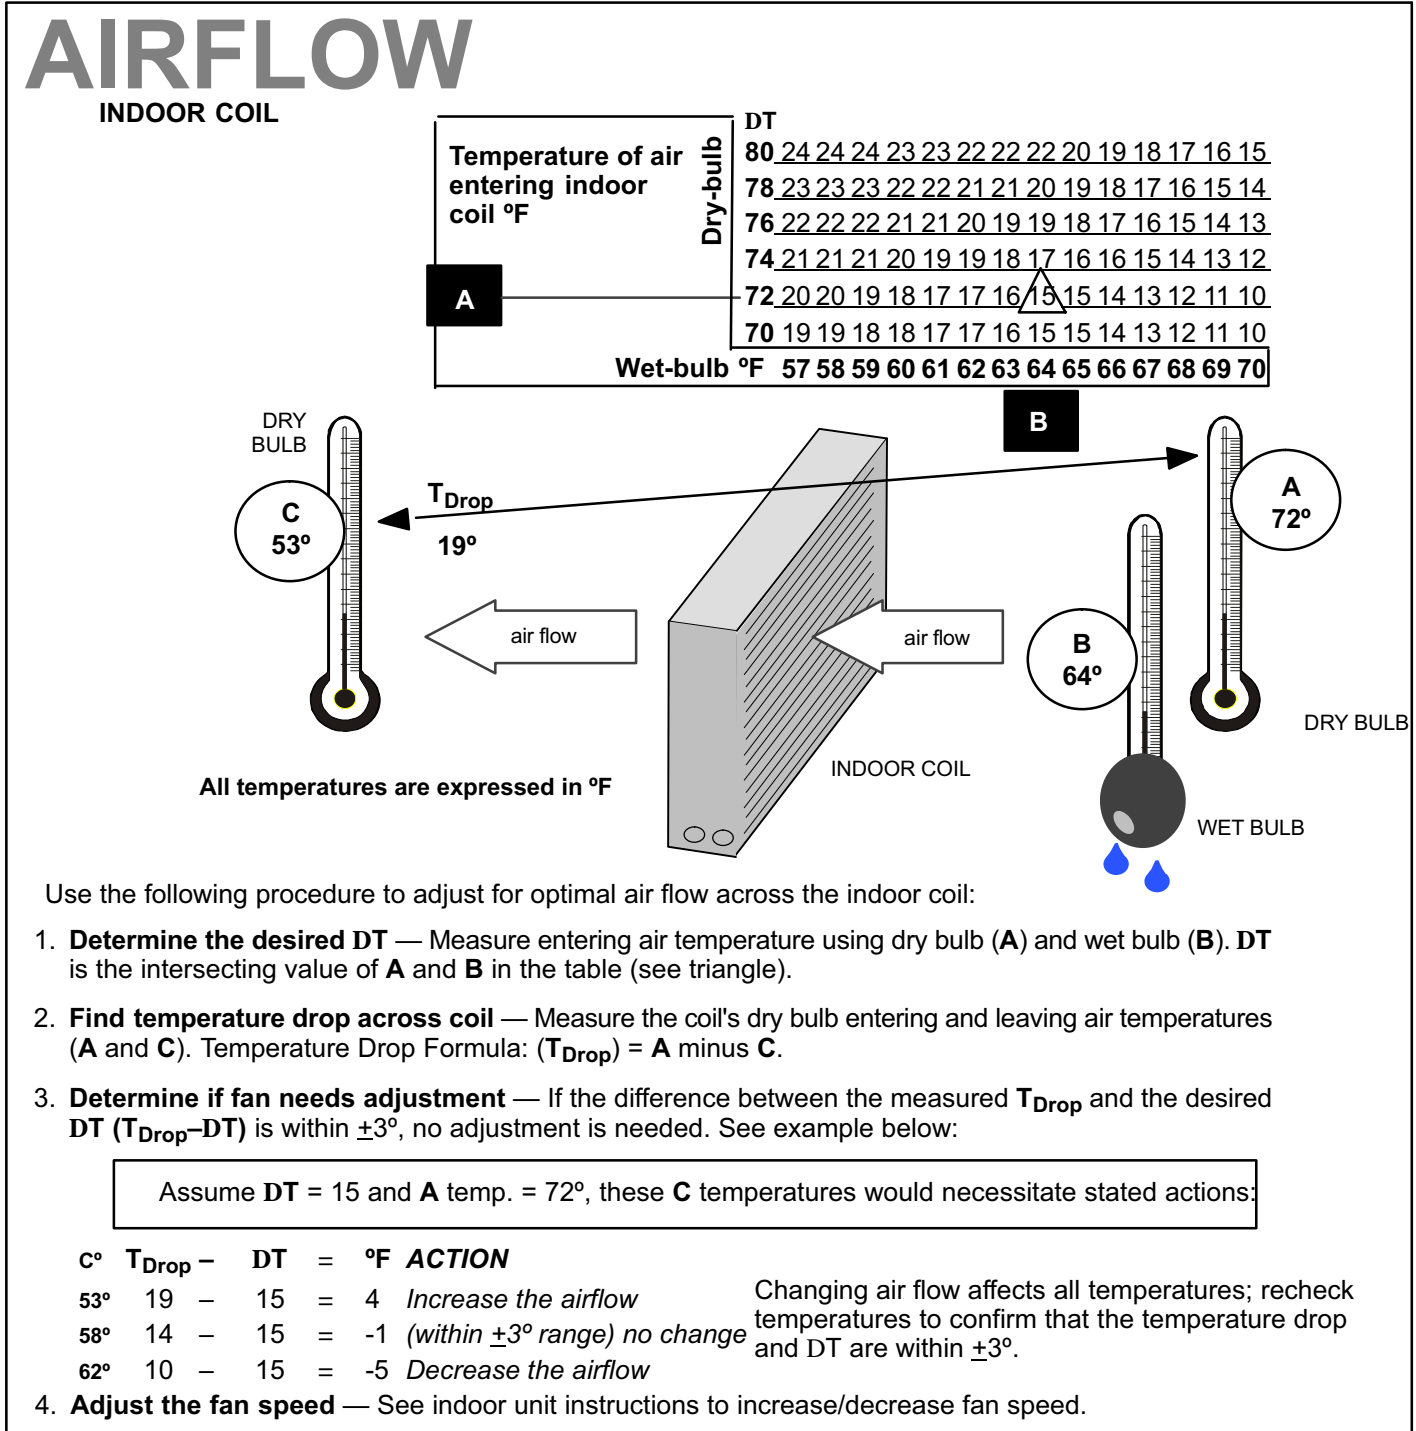 AIRFLOW
INDOOR COIL
Temperature of air
entering indoor
coil ºF
Dry-bulb
DT
80 24 24 24 23 23 22 22 22 20 19 18 17 16 15
78 23 23 23 22 22 21 21 20 19 18 17 16 15 14
76 22 22 22 21 21 20 19 19 18 17 16 15 14 13
74 21 21 21 20 19 19 18 17 16 16 15 14 13 12
A
72 20 20 19 18 17 17 16 15 15 14 13 12 11 10
70 19 19 18 18 17 17 16 15 15 14 13 12 11 10
Wet-bulb ºF 57 58 59 60 61 62 63 64 65 66 67 68 69 70
B
DRY
BULB
C
53º
TDrop
19º
A
72º
air flow
air flow
B
64º
DRY BULB
INDOOR COIL
All temperatures are expressed in ºF
WET BULB
Use the following procedure to adjust for optimal air flow across the indoor coil:
1. Determine the desired DT — Measure entering air temperature using dry bulb (A) and wet bulb (B). DT
is the intersecting value of A and B in the table (see triangle).
2. Find temperature drop across coil — Measure the coil's dry bulb entering and leaving air temperatures
(A and C). Temperature Drop Formula: (TDrop) = A minus C.
3. Determine if fan needs adjustment — If the difference between the measured TDrop and the desired
DT (TDrop–DT) is within ±3º, no adjustment is needed. See example below:
Assume DT = 15 and A temp. = 72º, these C temperatures would necessitate stated actions:
Cº TDrop – DT = ºF ACTION
53º 19 – 15 = 4 Increase the airflow
58º 14 – 15 = -1 (within ±3º range) no change
62º 10 – 15 = -5 Decrease the airflow
Changing air flow affects all temperatures; recheck
temperatures to confirm that the temperature drop
and DT are within ±3º.
4. Adjust the fan speed — See indoor unit instructions to increase/decrease fan speed.